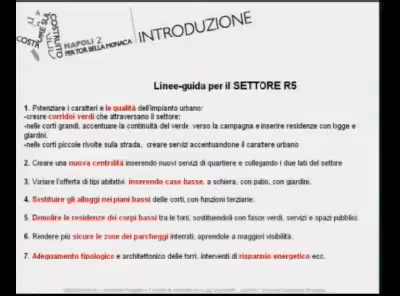 COSTRUIRE SUL COSTRUITO
NAPOLI 2
PER TOR BELLA MONACA
INTRODUZIONE
Linee-guida per il SETTORE R5
1. Potenziare i caratteri e le qualità dell'impianto urbano:
-creare corridoi verdi che attraversano il settore;
-nelle corti grandi, accentuare la continuità del verde verso la campagna e inserire residenze con logge e
giardini.
-nelle corti piccole rivolte sulla strada, creare servizi accentuandone il carattere urbano
2. Creare una nuova centralità inserendo nuovi servizi di quartiere e collegando i due lati del settore
3. Variare l'offerta di tipi abitativi: inserendo case basse, a schiera, con patio, con giardini.
4. Sestituire gli alloggi nei piani bassi delle corti, con funzioni terziarie.
5. Demolire le residenze dei corpi bassi tra le torri, sostituendoli con fasce verdi, servizi e spazi pubblici.
6. Rendere più sicure le zone dei parcheggi interrati, aprendole a maggiori visibilità.
7. Adeguamento tipologico e architettonico delle torri, interventi di risparmio energetico ecc.